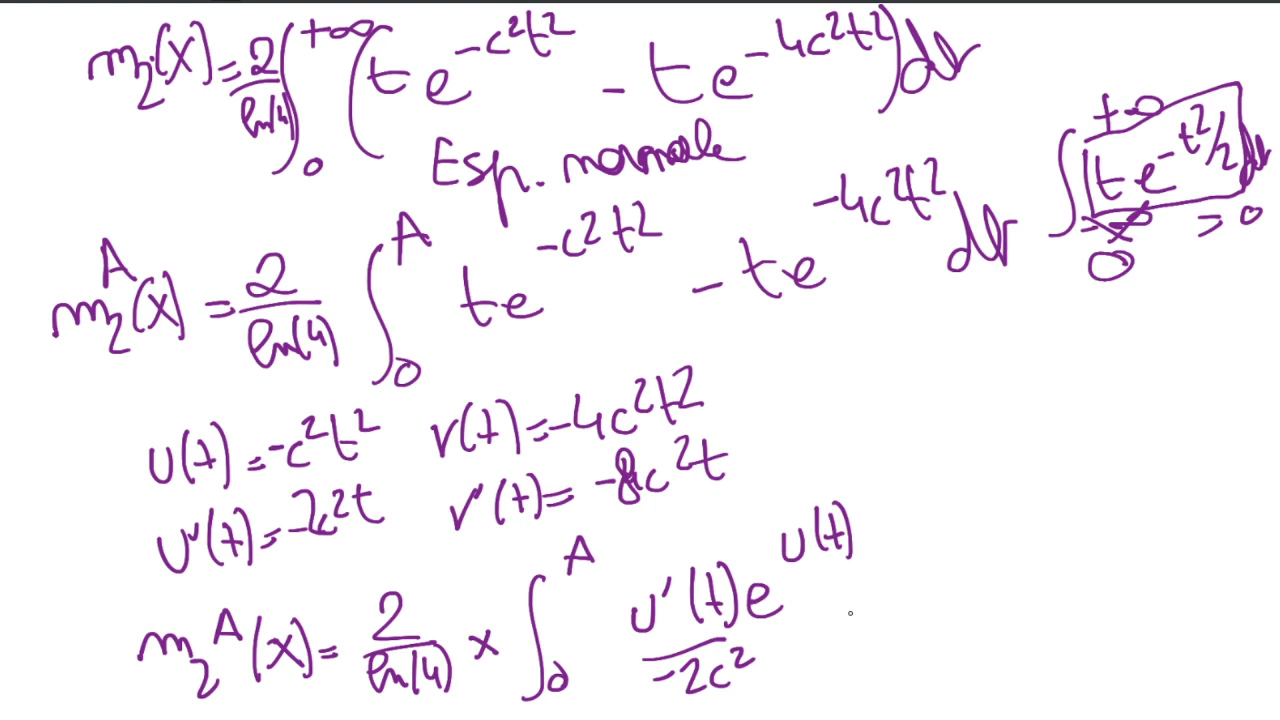 m₂(X) = 2/ln(4) ∫₀^{+∞} (t e^{-c²t²} - t e^{-4c²t²}) dt
Esp. normale
∫₀^{+∞} t e^{-t²/2} dt
= 0
m₂^A(X) = 2/ln(4) ∫₀^A t e^{-c²t²} - t e^{-4c²t²} dt
u(t) = -c²t² v(t) = -4c²t²
u'(t) = -2c²t v'(t) = -8c²t
m₂^A(X) = 2/ln(4) × ∫₀^A u'(t) e^{u(t)} / -2c²